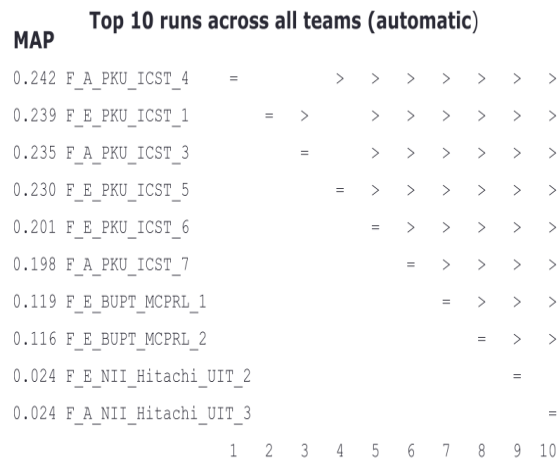 Top 10 runs across all teams (automatic)
MAP
0.242 F_A_PKU_ICST_4 = > > > > > > >
0.239 F_E_PKU_ICST_1 = > > > > > > >
0.235 F_A_PKU_ICST_3 = > > > > > >
0.230 F_E_PKU_ICST_5 = > > > > > >
0.201 F_E_PKU_ICST_6 = > > > > >
0.198 F_A_PKU_ICST_7 = > > > >
0.119 F_E_BUPT_MCPRL_1 = > > >
0.116 F_E_BUPT_MCPRL_2 = > >
0.024 F_E_NII_Hitachi_UIT_2 =
0.024 F_A_NII_Hitachi_UIT_3 =
1 2 3 4 5 6 7 8 9 10